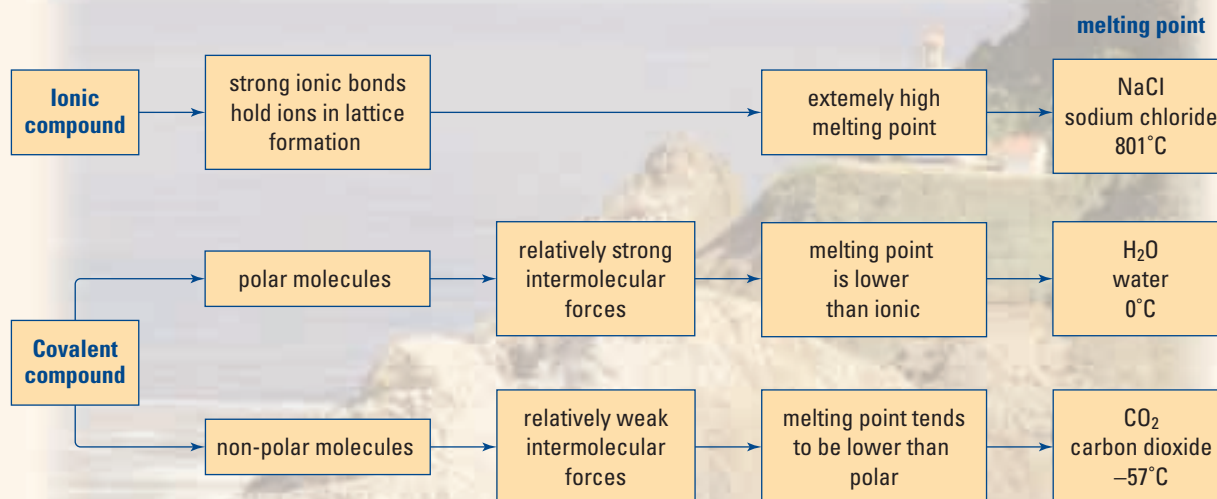 melting point
Ionic
compound
strong ionic bonds
hold ions in lattice
formation
extemely high
melting point
NaCl
sodium chloride
801˚C
Covalent
compound
polar molecules
relatively strong
intermolecular
forces
melting point
is lower
than ionic
H₂O
water
0˚C
non-polar molecules
relatively weak
intermolecular
forces
melting point tends
to be lower than
polar
CO₂
carbon dioxide
–57˚C